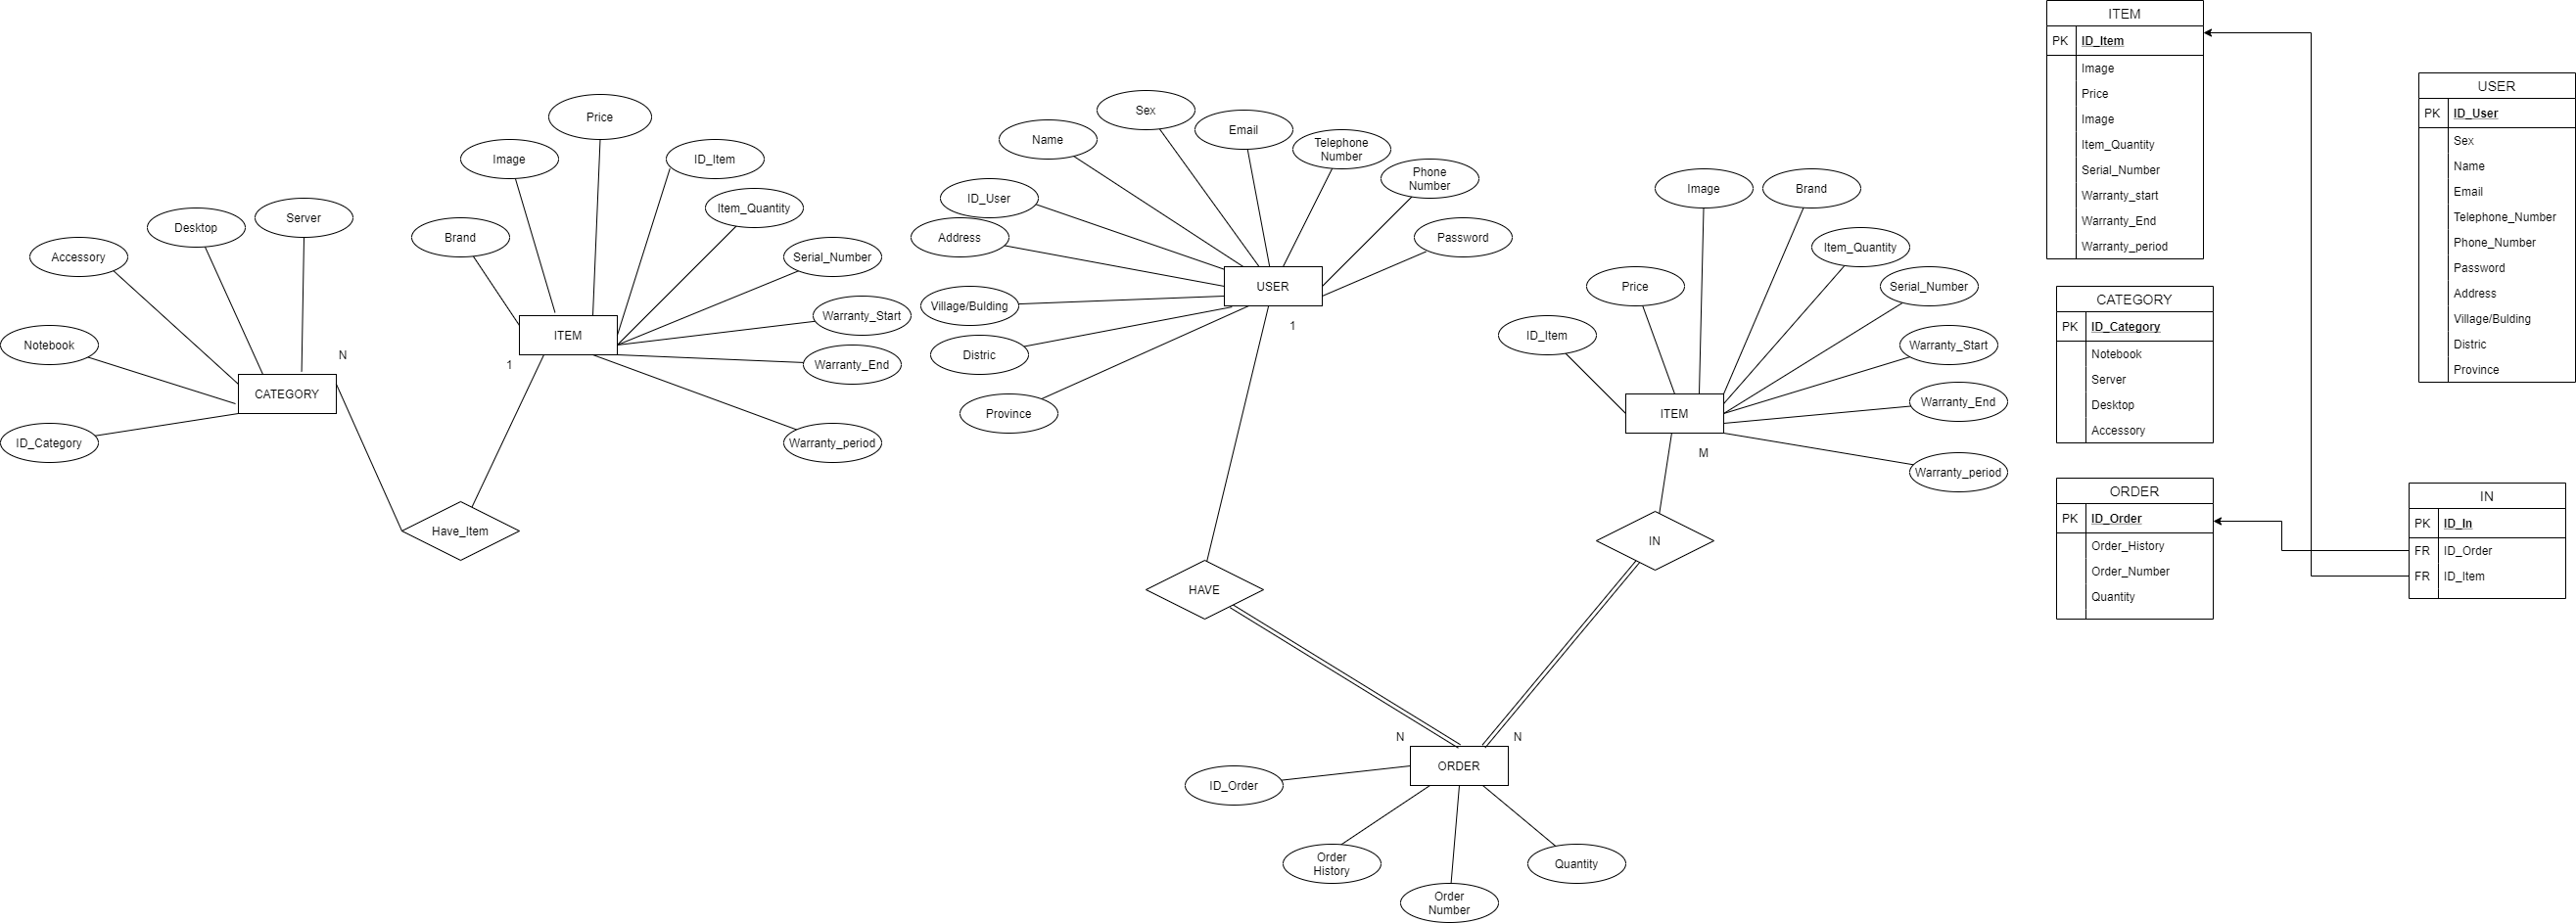 Server
Desktop
Accessory
Notebook
ID_Category
CATEGORY
N
Price
Image
ID_Item
Item_Quantity
Brand
Serial_Number
Warranty_Start
Warranty_End
Warranty_period
ITEM
1
Have_Item
Sex
Email
Name
Telephone
Number
Phone
Number
ID_User
Password
Address
Village/Bulding
Distric
Province
USER
1
HAVE
Image
Brand
Item_Quantity
Price
Serial_Number
ID_Item
Warranty_Start
Warranty_End
Warranty_period
ITEM
M
IN
N
N
ORDER
ID_Order
Order
History
Order
Number
Quantity
ITEM
PK ID_Item
Image
Price
Image
Item_Quantity
Serial_Number
Warranty_start
Warranty_End
Warranty_period
CATEGORY
PK ID_Category
Notebook
Server
Desktop
Accessory
ORDER
PK ID_Order
Order_History
Order_Number
Quantity
USER
PK ID_User
Sex
Name
Email
Telephone_Number
Phone_Number
Password
Address
Village/Bulding
Distric
Province
IN
PK ID_In
FR ID_Order
FR ID_Item